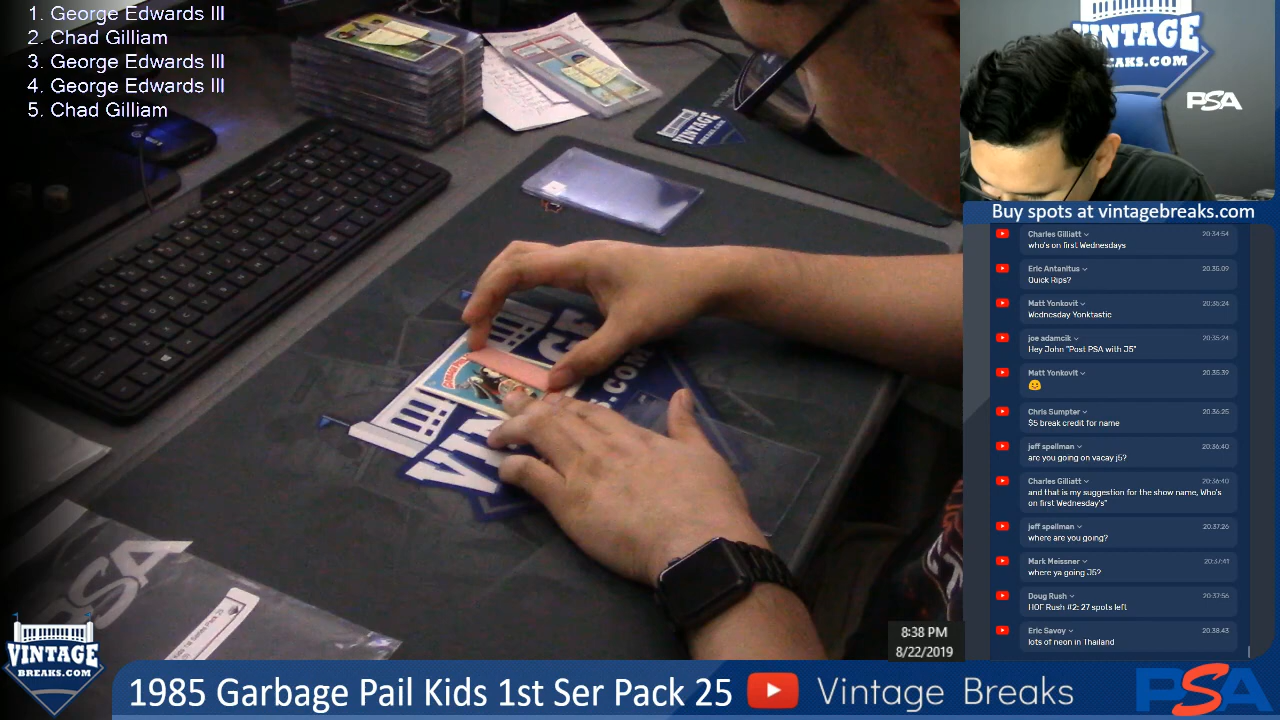 1. George Edwards III
2. Chad Gilliam
3. George Edwards III
4. George Edwards III
5. Chad Gilliam
VINTAGE
BREAKS.COM
PSA
VINTAGE
Buy spots at vintagebreaks.com
Charles Gilliatt 20:34:54
who's on first Wednesdays
Eric Antanitus 20:35:09
Quick Rips?
Matt Yonkovit 20:35:24
Wednesday Yonktastic
joe adamcik 20:35:24
Hey John "Post PSA with J5"
Matt Yonkovit 20:35:39
Chris Sumpter 20:36:25
$5 break credit for name
jeff spellman 20:36:40
are you going on vacay j5?
Charles Gilliatt 20:36:40
and that is my suggestion for the show name, Who's
on first Wednesday's"
jeff spellman 20:37:26
where are you going?
Mark Meissner 20:37:41
where ya going J5?
Doug Rush 20:37:56
HOF Rush #2: 27 spots left
Eric Savoy 20:38:43
lots of neon in Thailand
PSA
8:38 PM
8/22/2019
VINTAGE
BREAKS.COM
1985 Garbage Pail Kids 1st Ser Pack 25
Vintage Breaks
PSA